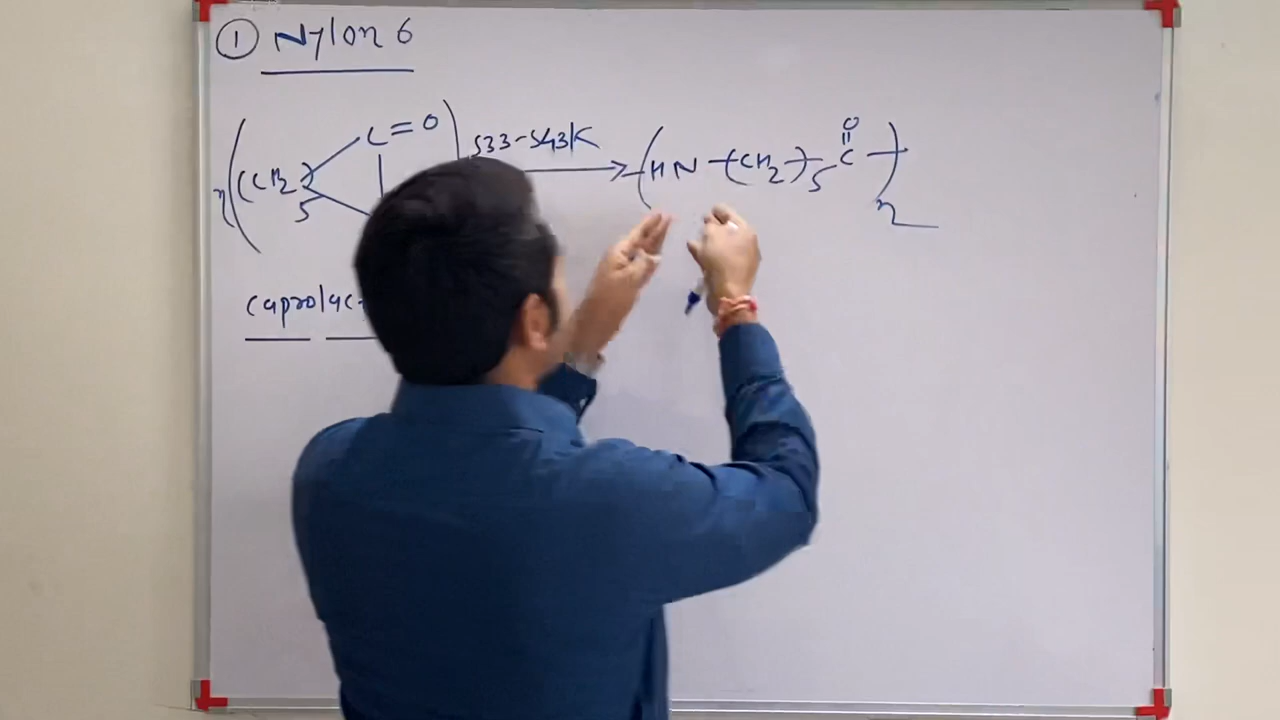 ① Nylon 6
n ( (CH2)5 C=O ) 533-543K → -( HN -(CH2)5- C - )n
O
caprolac